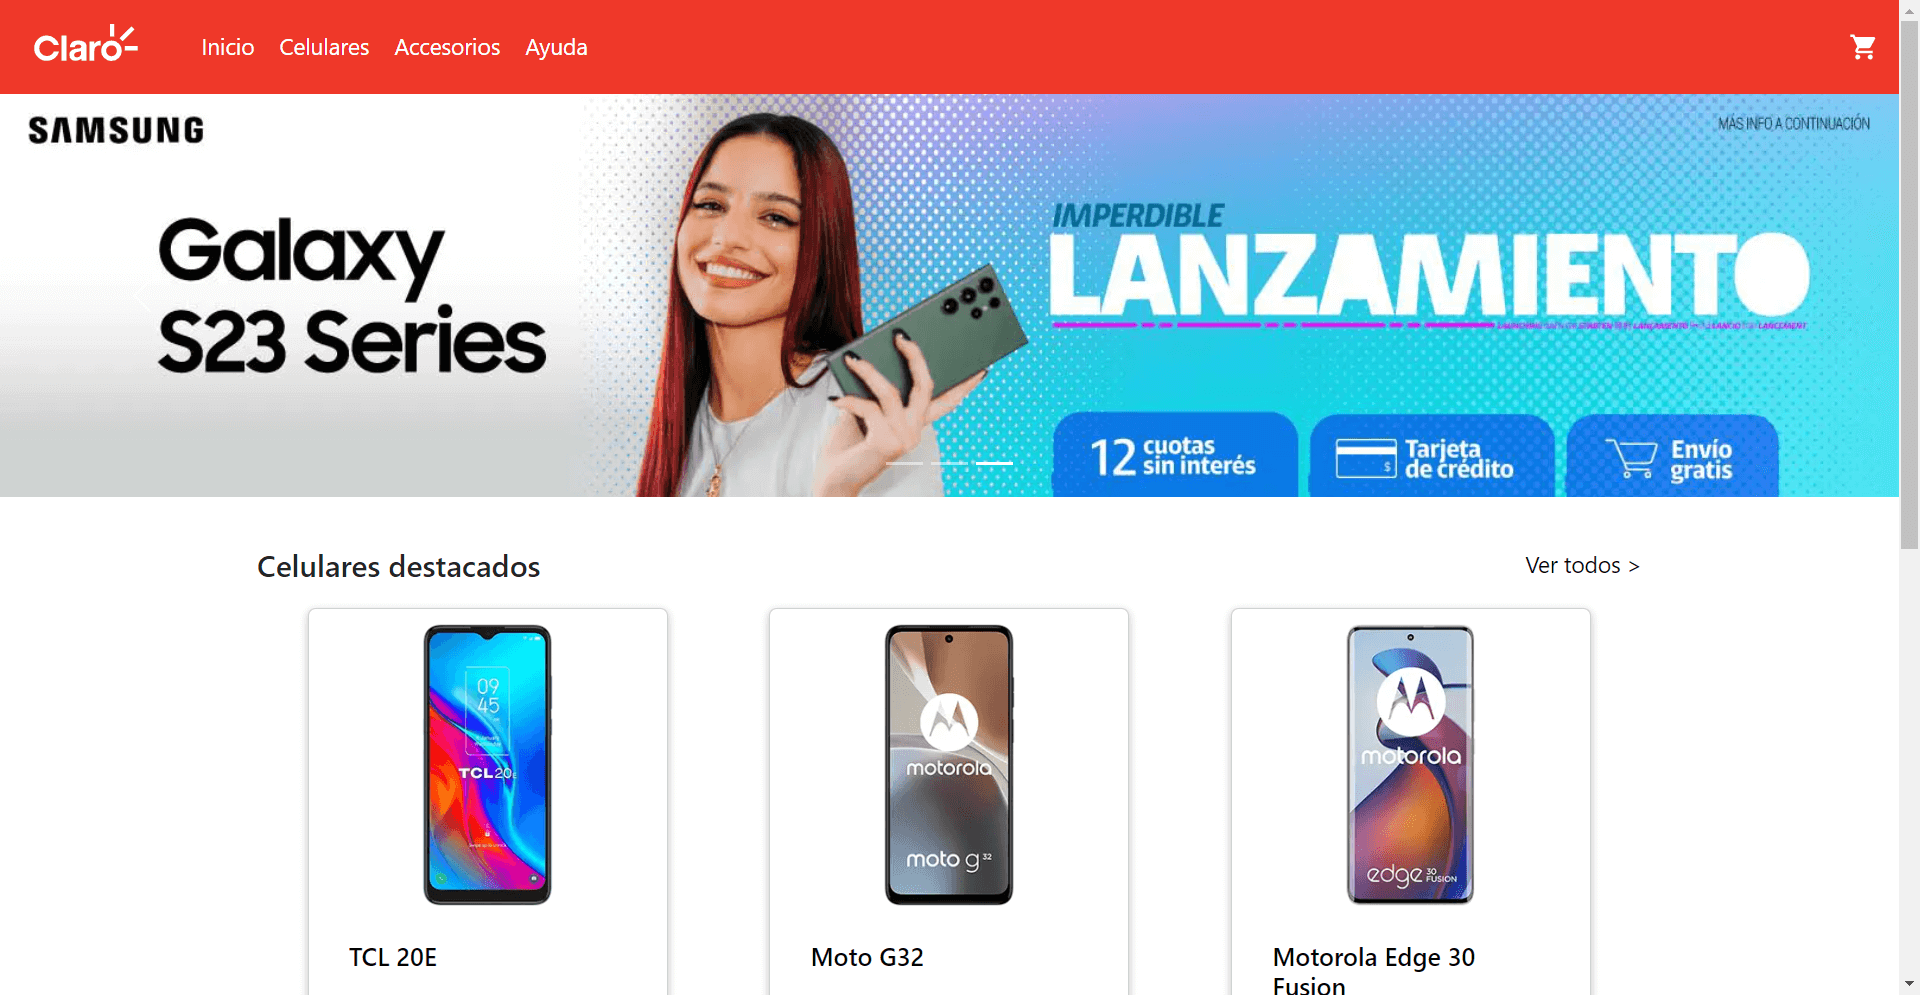 Claro
Inicio
Celulares
Accesorios
Ayuda
SAMSUNG
MÁS INFO A CONTINUACIÓN
Galaxy
S23 Series
IMPERDIBLE
LANZAMIENTO
12 cuotas
sin interés
Tarjeta
de crédito
Envío
gratis
Celulares destacados
Ver todos >
09
45
TCL 20E
motorola
moto g 32
motorola
edge 30
FUSION
TCL 20E
Moto G32
Motorola Edge 30
Fusion